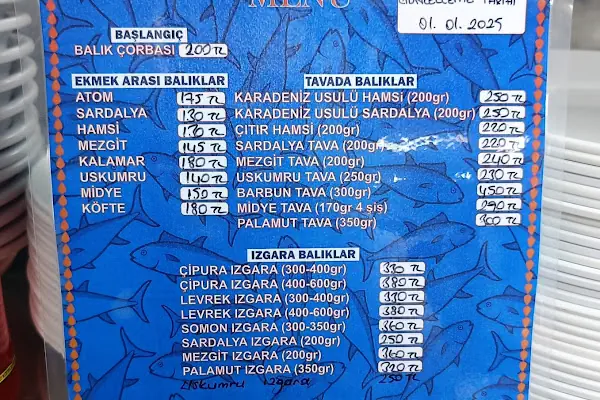 MENÜ
GÜNCELLEME TARİHİ
01.01.2025
BAŞLANGIÇ
BALIK ÇORBASI 200 TL
EKMEK ARASI BALIKLAR
ATOM 175 TL
SARDALYA 130 TL
HAMSİ 130 TL
MEZGİT 145 TL
KALAMAR 180 TL
USKUMRU 140 TL
MİDYE 150 TL
KÖFTE 180 TL
TAVADA BALIKLAR
KARADENİZ USULÜ HAMSİ (200gr) 250 TL
KARADENİZ USULÜ SARDALYA (200gr) 250 TL
ÇITIR HAMSİ (200gr) 220 TL
SARDALYA TAVA (200gr) 220 TL
MEZGİT TAVA (200gr) 240 TL
USKUMRU TAVA (250gr) 230 TL
BARBUN TAVA (300gr) 450 TL
MİDYE TAVA (170gr 4 şiş) 290 TL
PALAMUT TAVA (350gr) 300 TL
IZGARA BALIKLAR
ÇİPURA IZGARA (300-400gr) 330 TL
ÇİPURA IZGARA (400-600gr) 380 TL
LEVREK IZGARA (300-400gr) 330 TL
LEVREK IZGARA (400-600gr) 380 TL
SOMON IZGARA (300-350gr) 360 TL
SARDALYA IZGARA (200gr) 250 TL
MEZGİT IZGARA (200gr) 340 TL
PALAMUT IZGARA (350gr) 320 TL
Uskumru Izgara 250 TL